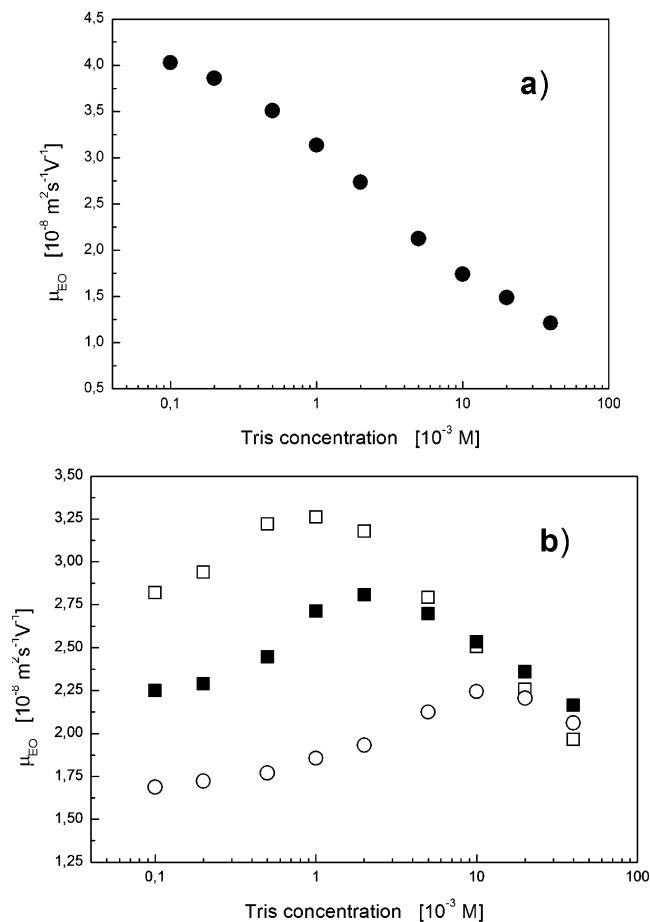 4,5
4,0
a)
3,5
3,0
2,5
2,0
1,5
1,0
0,5
μEO [10⁻⁸ m²s⁻¹V⁻¹]
0,1 1 10 100
Tris concentration [10⁻³ M]
3,50
3,25
b)
3,00
2,75
2,50
2,25
2,00
1,75
1,50
1,25
μEO [10⁻⁸ m²s⁻¹V⁻¹]
0,1 1 10 100
Tris concentration [10⁻³ M]